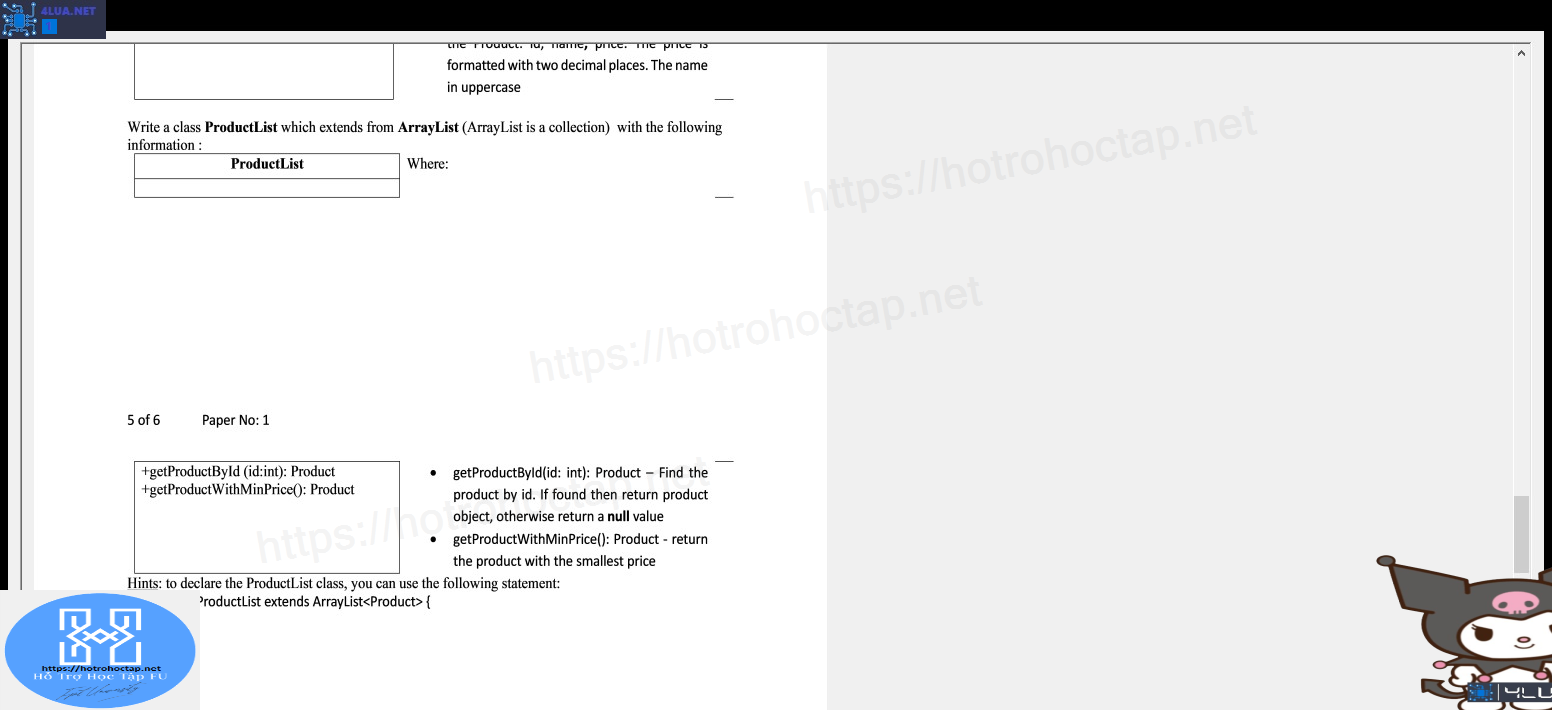 4LUA.NET
the Product: id, name, price. The price is
formatted with two decimal places. The name
in uppercase
Write a class ProductList which extends from ArrayList (ArrayList is a collection) with the following
information :
ProductList
Where:
https://hotrohoctap.net
https://hotrohoctap.net
5 of 6 Paper No: 1
+getProductById (id:int): Product
+getProductWithMinPrice(): Product
• getProductById(id: int): Product – Find the
product by id. If found then return product
object, otherwise return a null value
• getProductWithMinPrice(): Product - return
the product with the smallest price
https://hotrohoctap.net
Hints: to declare the ProductList class, you can use the following statement:
ProductList extends ArrayList<Product> {
https://hotrohoctap.net
Hỗ Trợ Học Tập FU
4LU